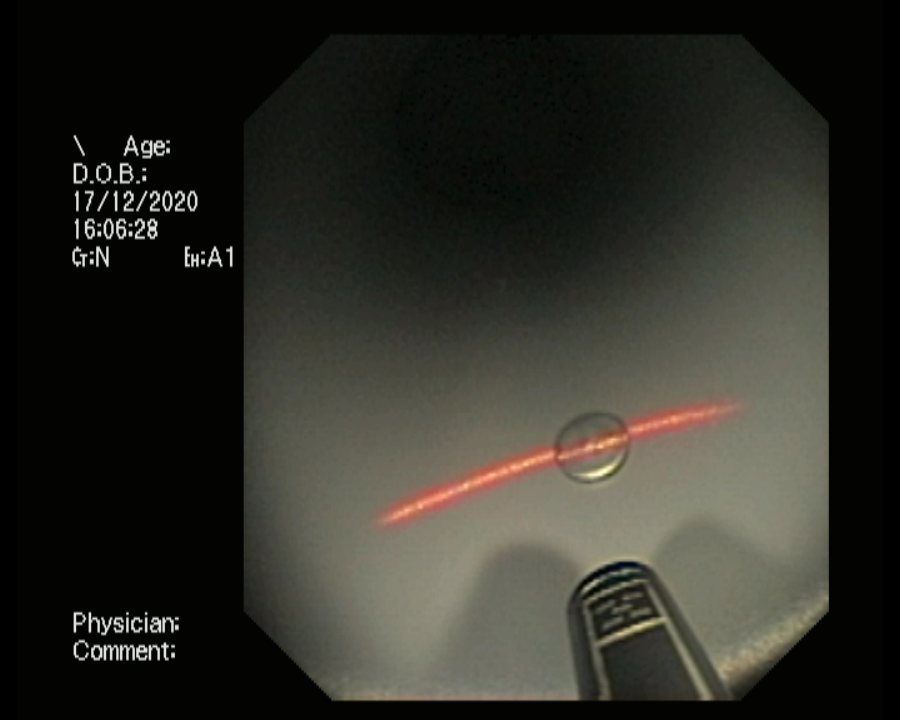 \ Age:
D.O.B.:
17/12/2020
16:06:28
Cr:N EH:A1
Physician:
Comment: